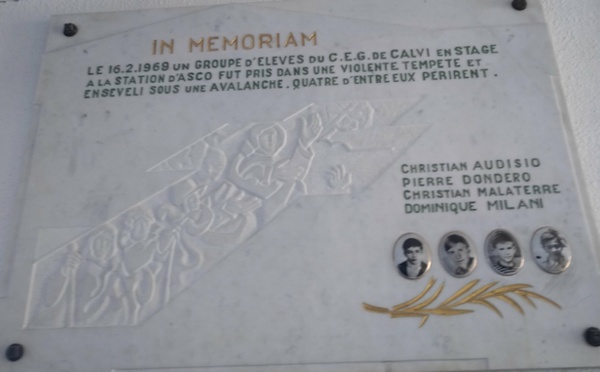 IN MEMORIAM
LE 16.2.1969 UN GROUPE D'ELEVES DU C.E.G. DE CALVI EN STAGE
A LA STATION D'ASCO FUT PRIS DANS UNE VIOLENTE TEMPETE ET
ENSEVELI SOUS UNE AVALANCHE. QUATRE D'ENTRE EUX PERIRENT.
CHRISTIAN AUDISIO
PIERRE DONDERO
CHRISTIAN MALATERRE
DOMINIQUE MILANI